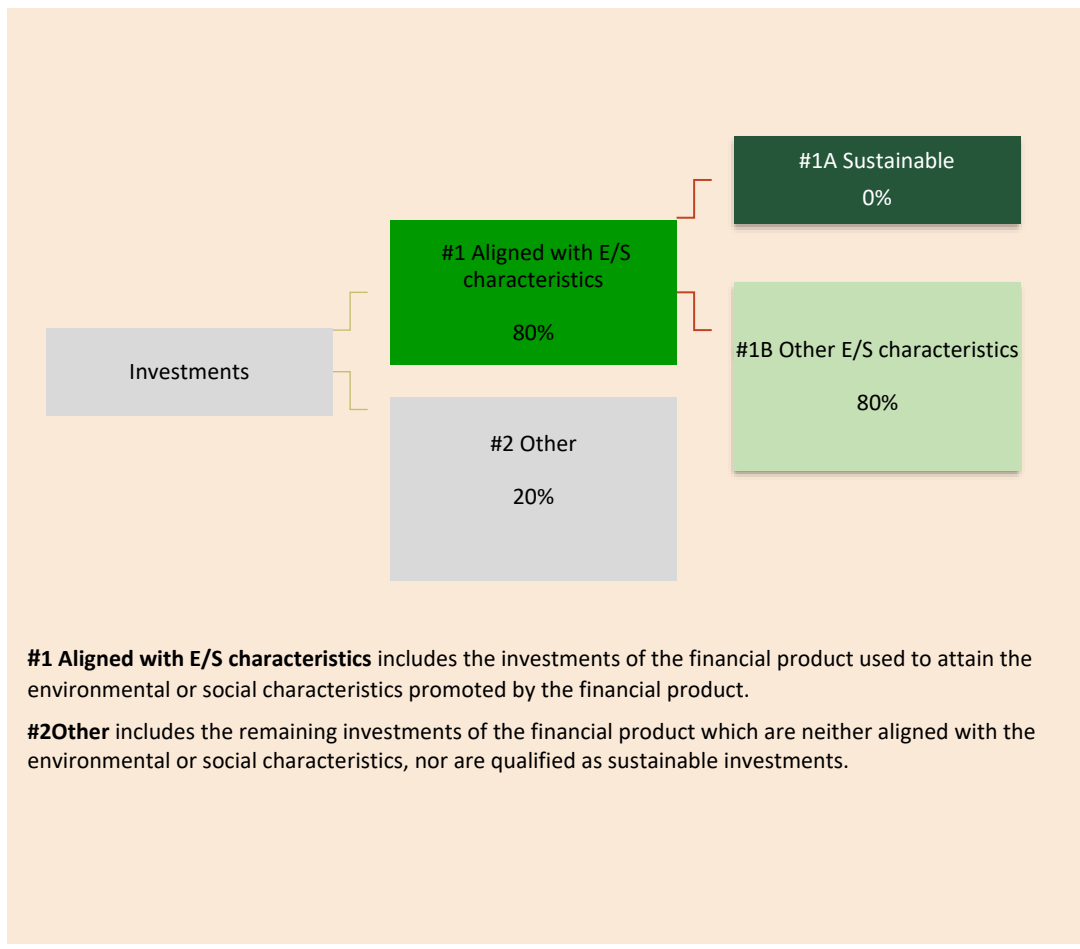 #1A Sustainable
0%
#1 Aligned with E/S
characteristics
80%
#1B Other E/S characteristics
80%
Investments
#2 Other
20%
#1 Aligned with E/S characteristics includes the investments of the financial product used to attain the
environmental or social characteristics promoted by the financial product.
#2Other includes the remaining investments of the financial product which are neither aligned with the
environmental or social characteristics, nor are qualified as sustainable investments.